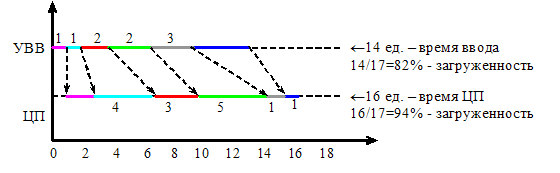 1 1 2 2 3
УВВ
←14 ед. – время ввода
14/17=82% - загруженность
4 3 5 1 1
ЦП
←16 ед. – время ЦП
16/17=94% - загруженность
0 2 4 6 8 10 12 14 16 18